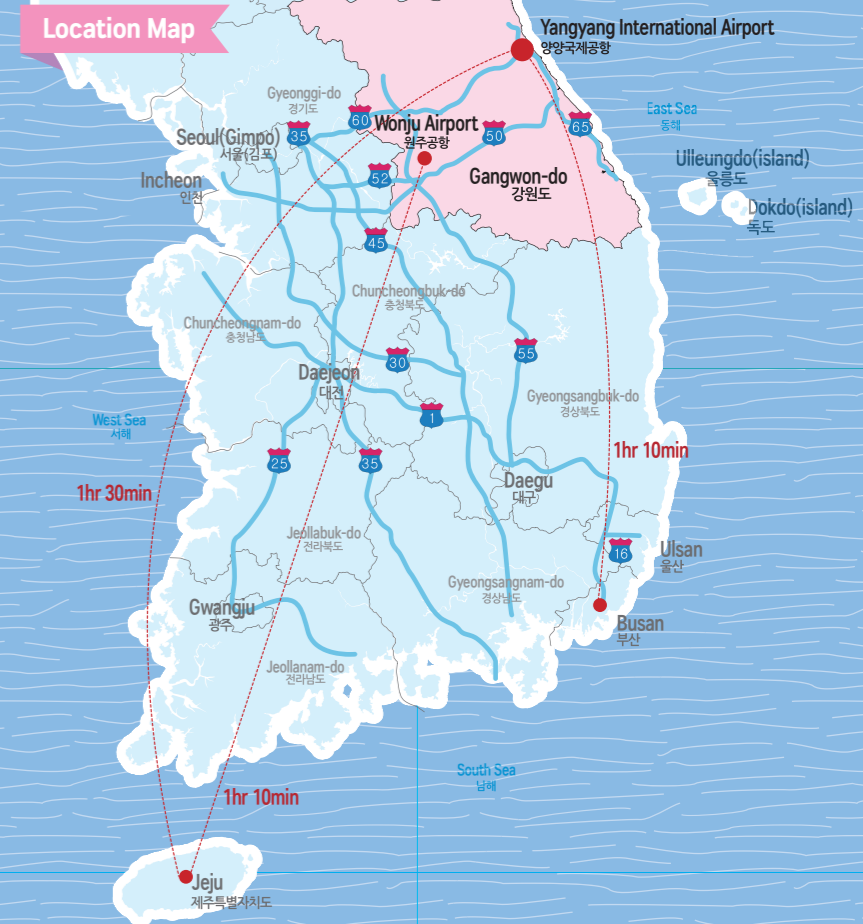 Location Map
Yangyang International Airport
양양국제공항
Gyeonggi-do
경기도
60
Wonju Airport
원주공항
35
50
65
East Sea
동해
Seoul(Gimpo)
서울(김포)
Incheon
인천
52
Gangwon-do
강원도
Ulleungdo(island)
울릉도
Dokdo(island)
독도
45
Chuncheongbuk-do
충청북도
Chuncheongnam-do
충청남도
30
55
Daejeon
대전
Gyeongsangbuk-do
경상북도
1
West Sea
서해
25
35
1hr 10min
Daegu
대구
1hr 30min
Jeollabuk-do
전라북도
16
Ulsan
울산
Gyeongsangnam-do
경상남도
Gwangju
광주
Busan
부산
Jeollanam-do
전라남도
South Sea
남해
1hr 10min
Jeju
제주특별자치도